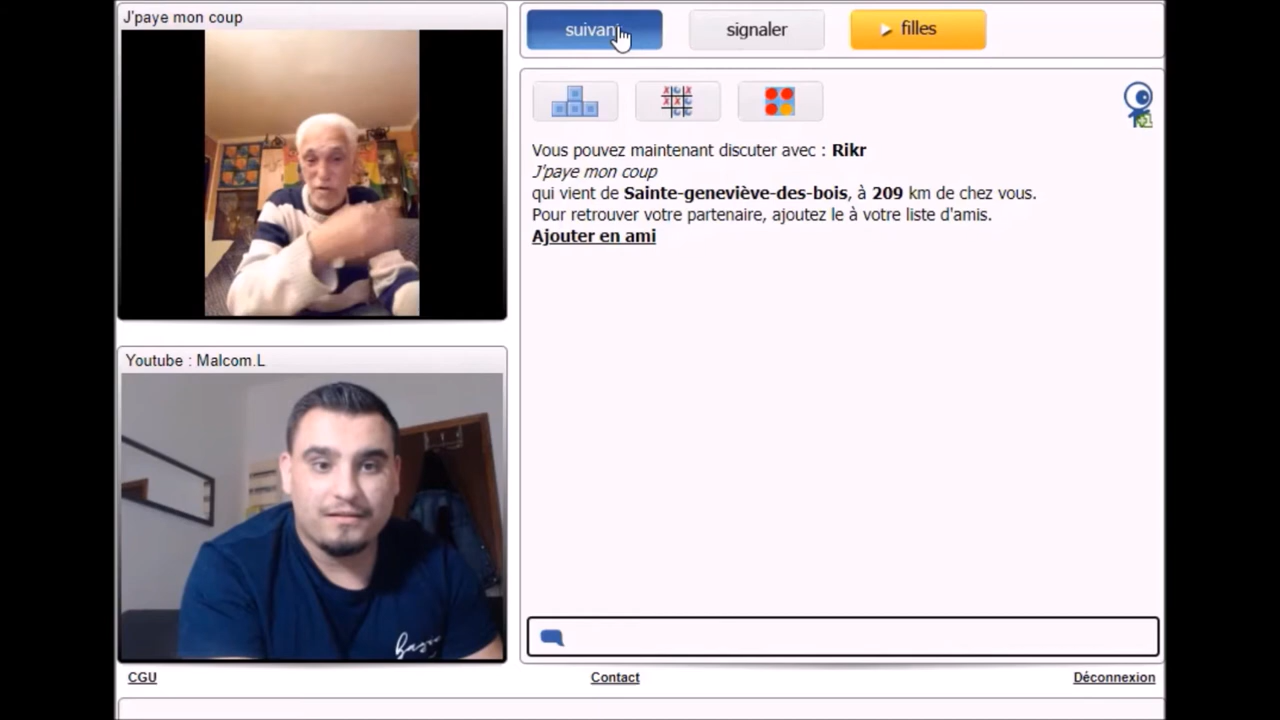 J'paye mon coup
suivant
signaler
filles
Vous pouvez maintenant discuter avec : Rikr
J'paye mon coup
qui vient de Sainte-geneviève-des-bois, à 209 km de chez vous.
Pour retrouver votre partenaire, ajoutez le à votre liste d'amis.
Ajouter en ami
Youtube : Malcom.L
CGU
Contact
Déconnexion